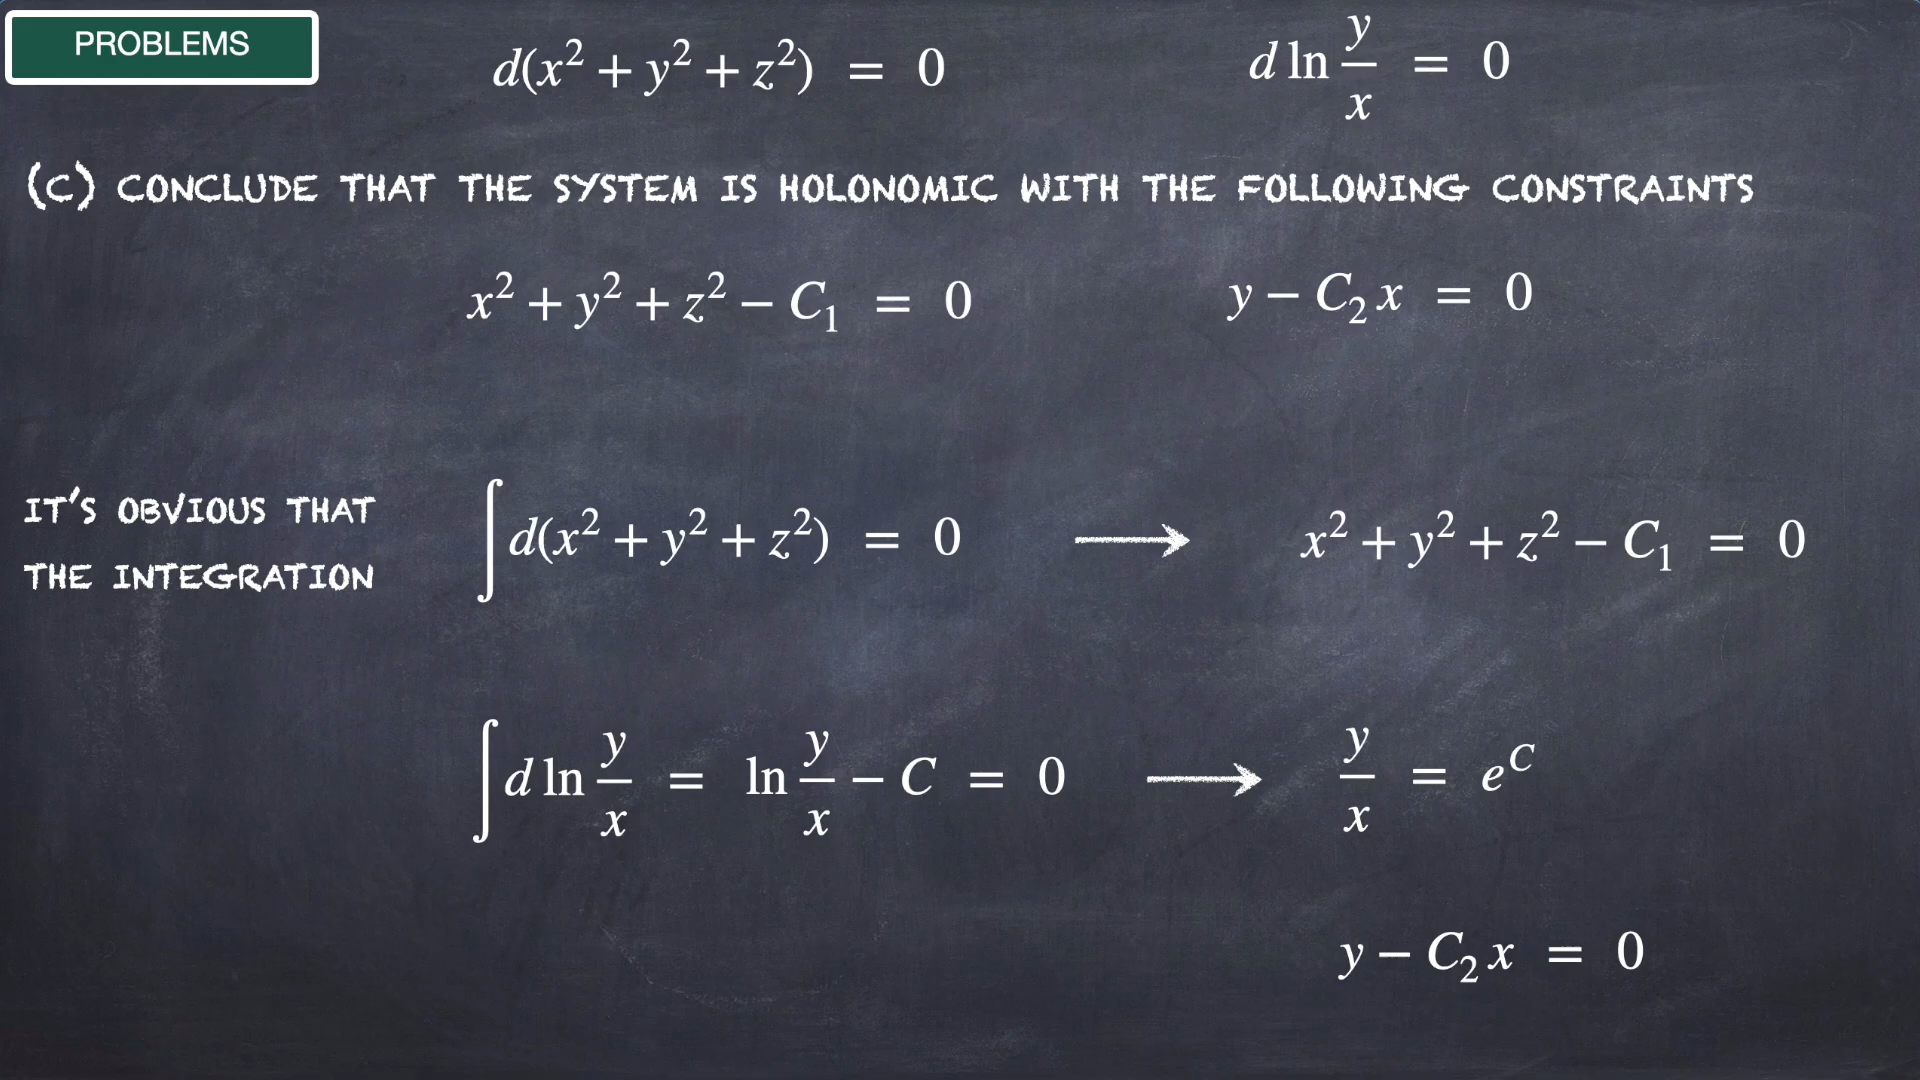 PROBLEMS
d(x² + y² + z²) = 0
d ln y/x = 0
(C) CONCLUDE THAT THE SYSTEM IS HOLONOMIC WITH THE FOLLOWING CONSTRAINTS
x² + y² + z² − C₁ = 0
y − C₂ x = 0
IT'S OBVIOUS THAT
THE INTEGRATION
∫ d(x² + y² + z²) = 0 ⟶ x² + y² + z² − C₁ = 0
∫ d ln y/x = ln y/x − C = 0 ⟶ y/x = e^C
y − C₂ x = 0